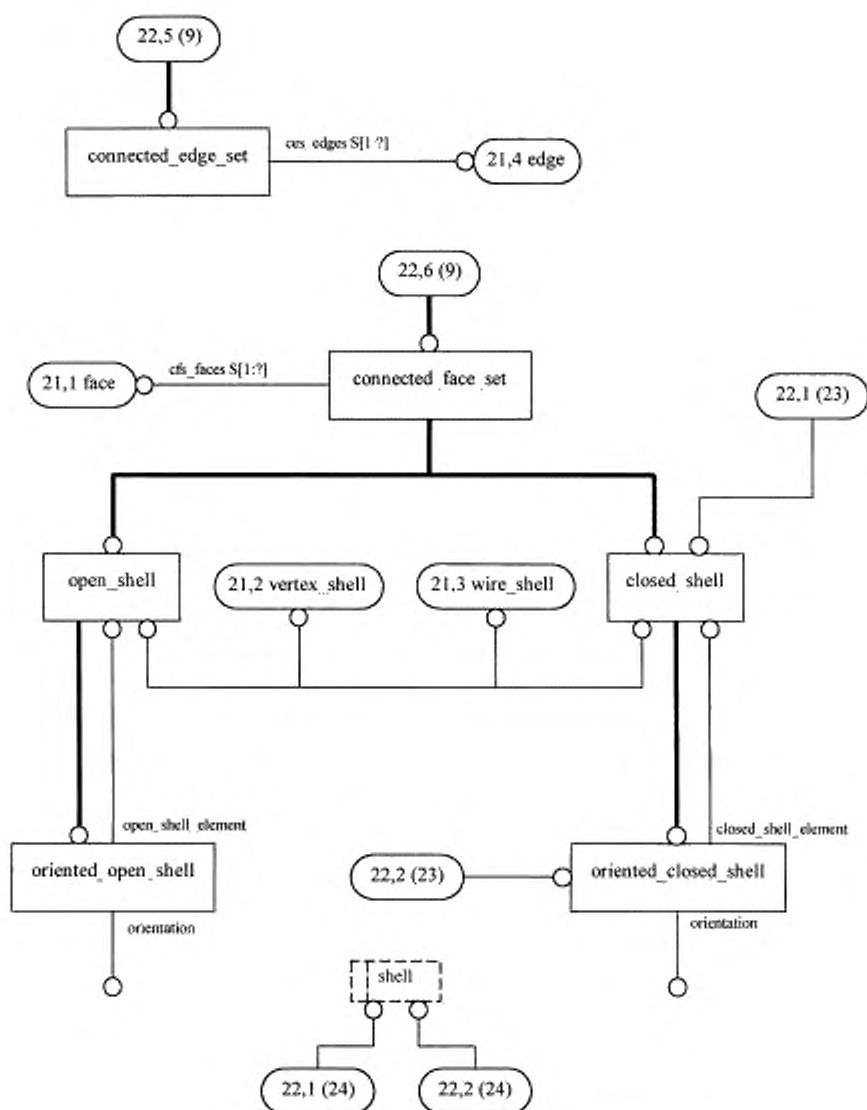 22,5 (9)
connected_edge_set
ces_edges S[1 ?]
21,4 edge
22,6 (9)
21,1 face
cfs_faces S[1:?]
connected_face_set
22,1 (23)
open_shell
21,2 vertex_shell
21,3 wire_shell
closed_shell
open_shell_element
closed_shell_element
oriented_open_shell
22,2 (23)
oriented_closed_shell
orientation
orientation
shell
22,1 (24)
22,2 (24)